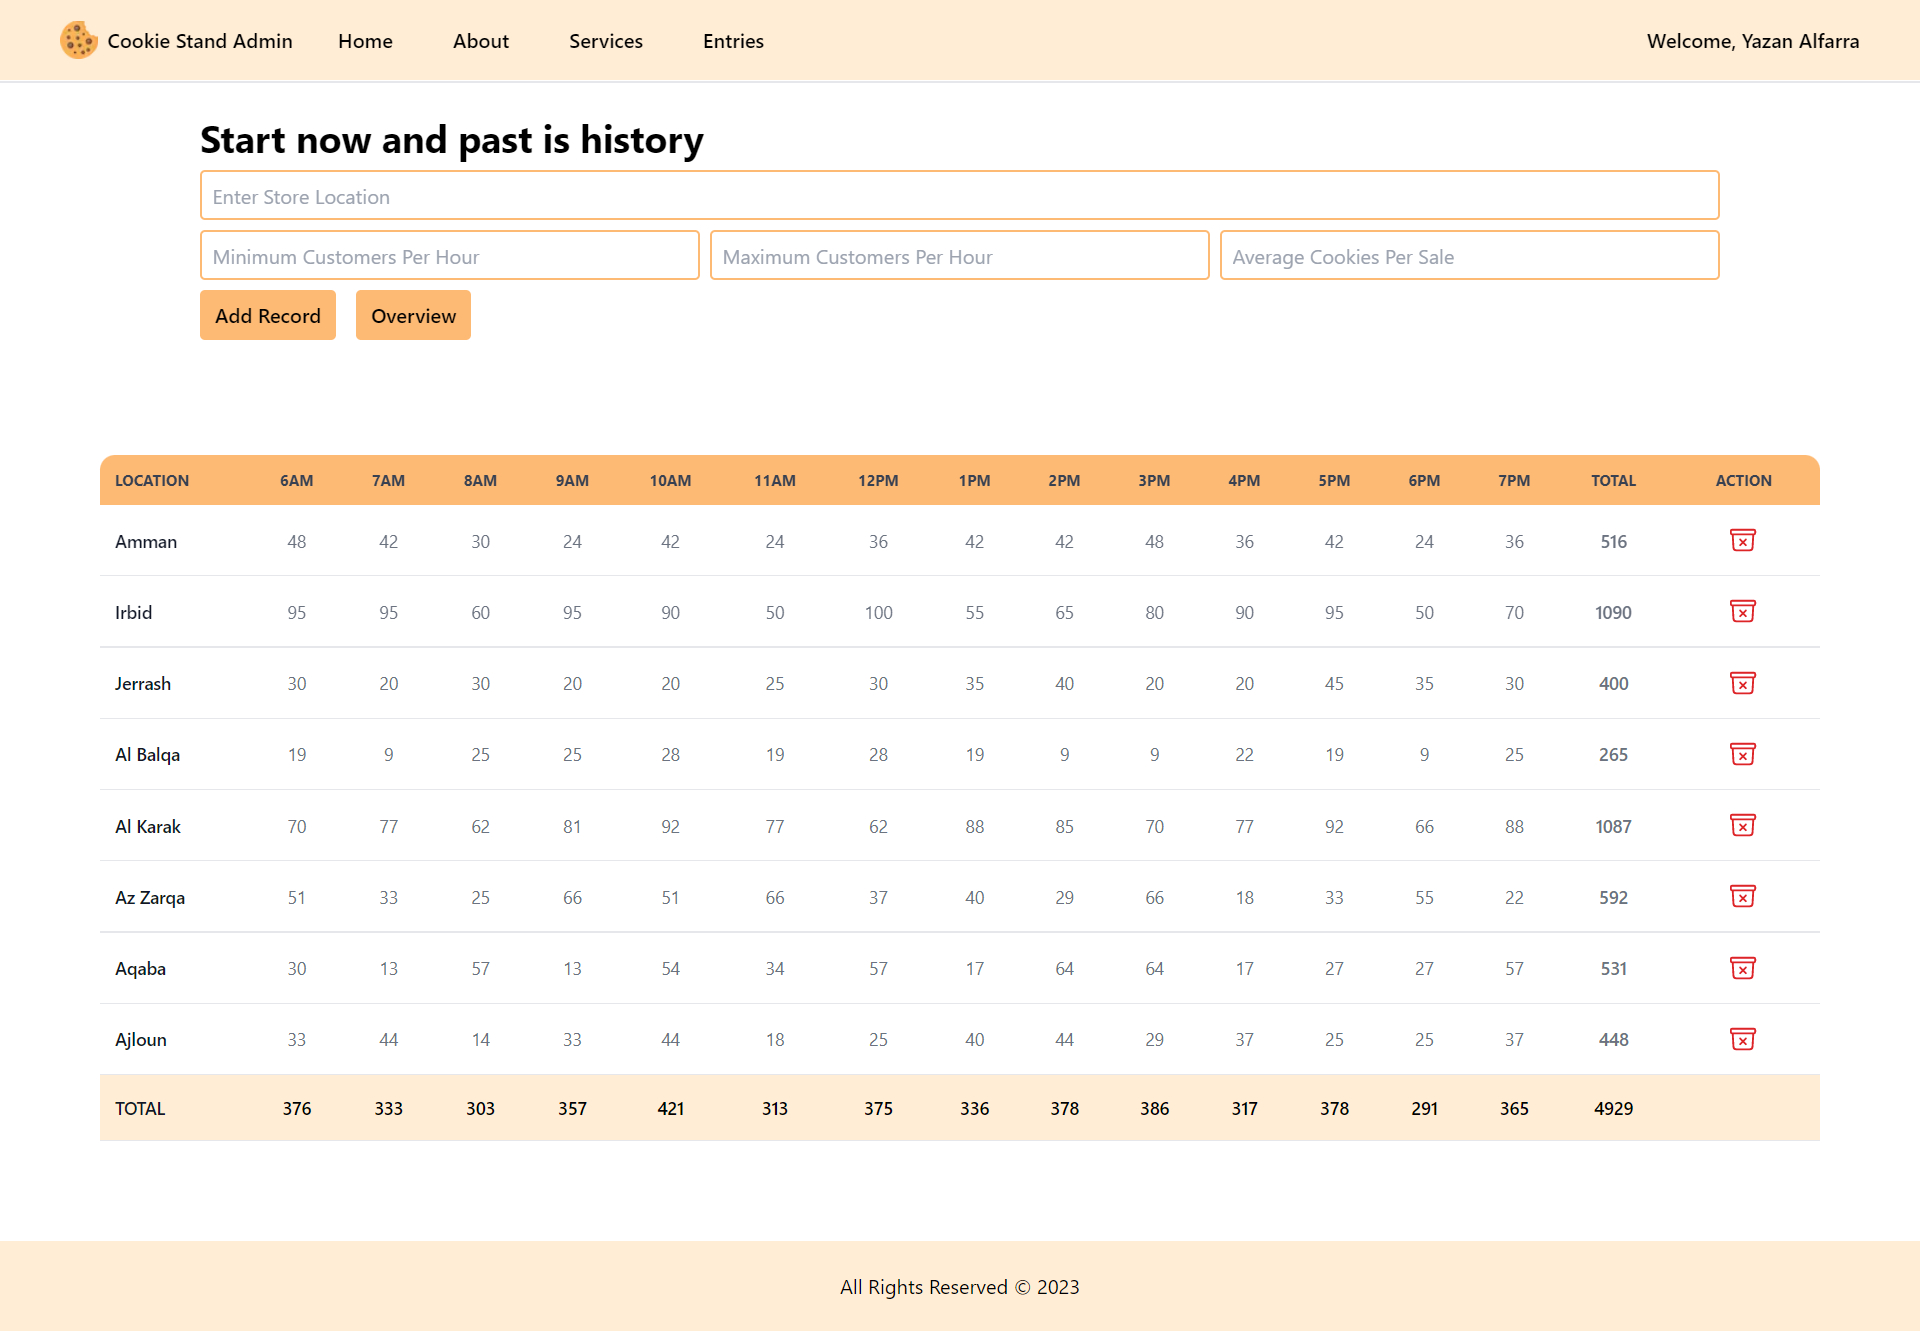 Cookie Stand Admin Home About Services Entries Welcome, Yazan Alfarra
Start now and past is history
Enter Store Location
Minimum Customers Per Hour Maximum Customers Per Hour Average Cookies Per Sale
Add Record Overview
LOCATION 6AM 7AM 8AM 9AM 10AM 11AM 12PM 1PM 2PM 3PM 4PM 5PM 6PM 7PM TOTAL ACTION
Amman 48 42 30 24 42 24 36 42 42 48 36 42 24 36 516
Irbid 95 95 60 95 90 50 100 55 65 80 90 95 50 70 1090
Jerrash 30 20 30 20 20 25 30 35 40 20 20 45 35 30 400
Al Balqa 19 9 25 25 28 19 28 19 9 9 22 19 9 25 265
Al Karak 70 77 62 81 92 77 62 88 85 70 77 92 66 88 1087
Az Zarqa 51 33 25 66 51 66 37 40 29 66 18 33 55 22 592
Aqaba 30 13 57 13 54 34 57 17 64 64 17 27 27 57 531
Ajloun 33 44 14 33 44 18 25 40 44 29 37 25 25 37 448
TOTAL 376 333 303 357 421 313 375 336 378 386 317 378 291 365 4929
All Rights Reserved © 2023